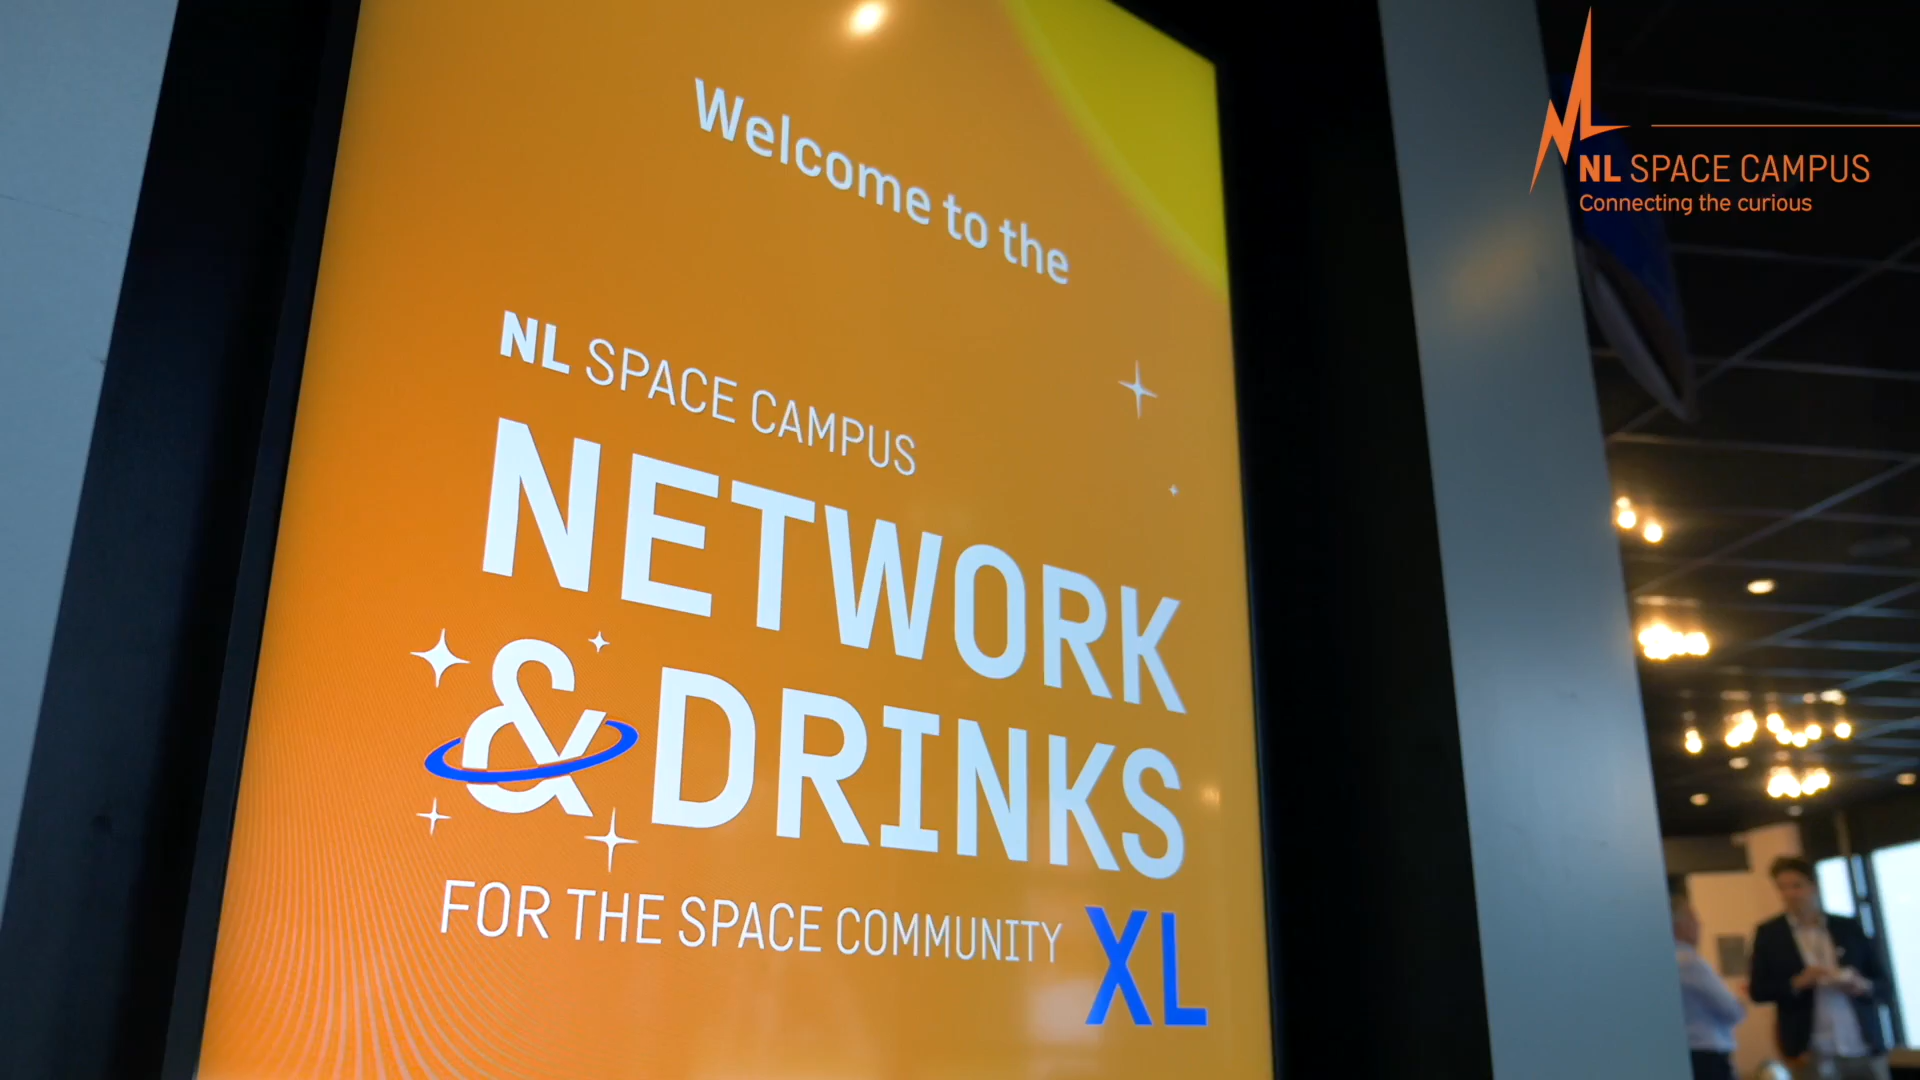 Welcome to the
NL SPACE CAMPUS
NETWORK
& DRINKS
FOR THE SPACE COMMUNITY XL
NL SPACE CAMPUS
Connecting the curious